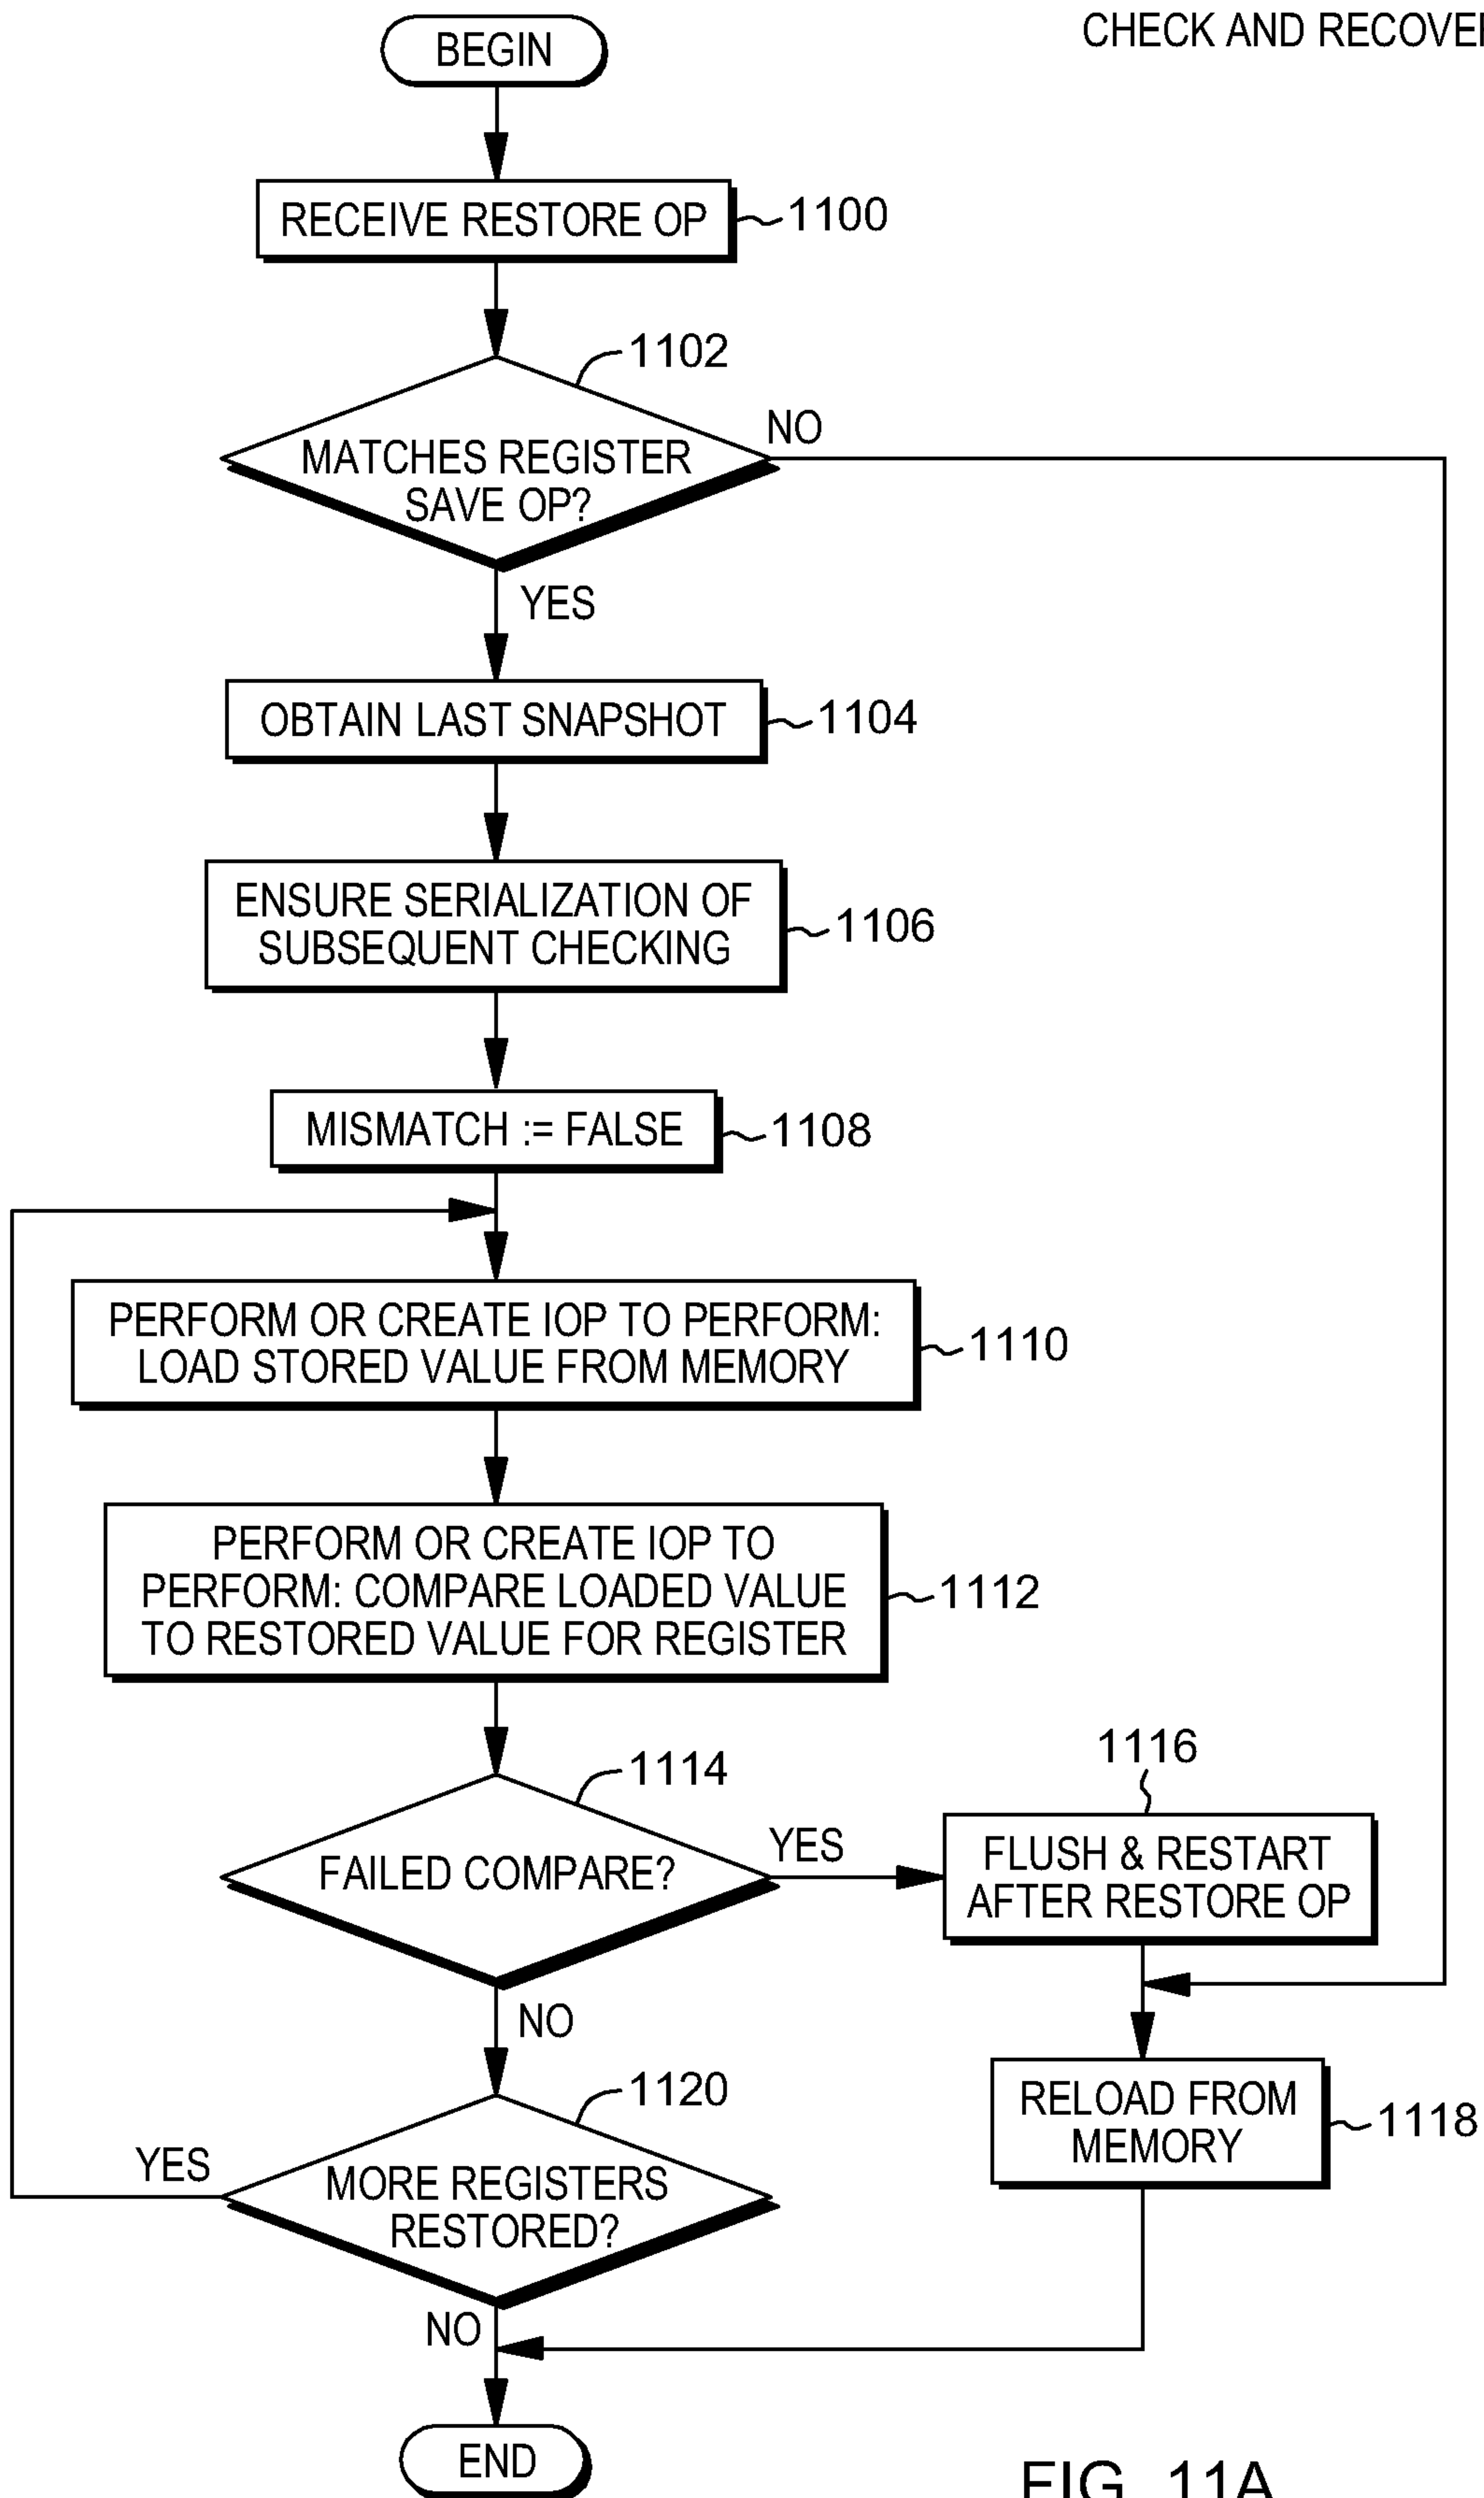 CHECK AND RECOVER
BEGIN
RECEIVE RESTORE OP
1100
1102
MATCHES REGISTER
SAVE OP?
NO
YES
OBTAIN LAST SNAPSHOT
1104
ENSURE SERIALIZATION OF
SUBSEQUENT CHECKING
1106
MISMATCH := FALSE
1108
PERFORM OR CREATE IOP TO PERFORM:
LOAD STORED VALUE FROM MEMORY
1110
PERFORM OR CREATE IOP TO
PERFORM: COMPARE LOADED VALUE
TO RESTORED VALUE FOR REGISTER
1112
1114
FAILED COMPARE?
YES
NO
1116
FLUSH & RESTART
AFTER RESTORE OP
RELOAD FROM
MEMORY
1118
1120
MORE REGISTERS
RESTORED?
YES
NO
END
FIG. 11A